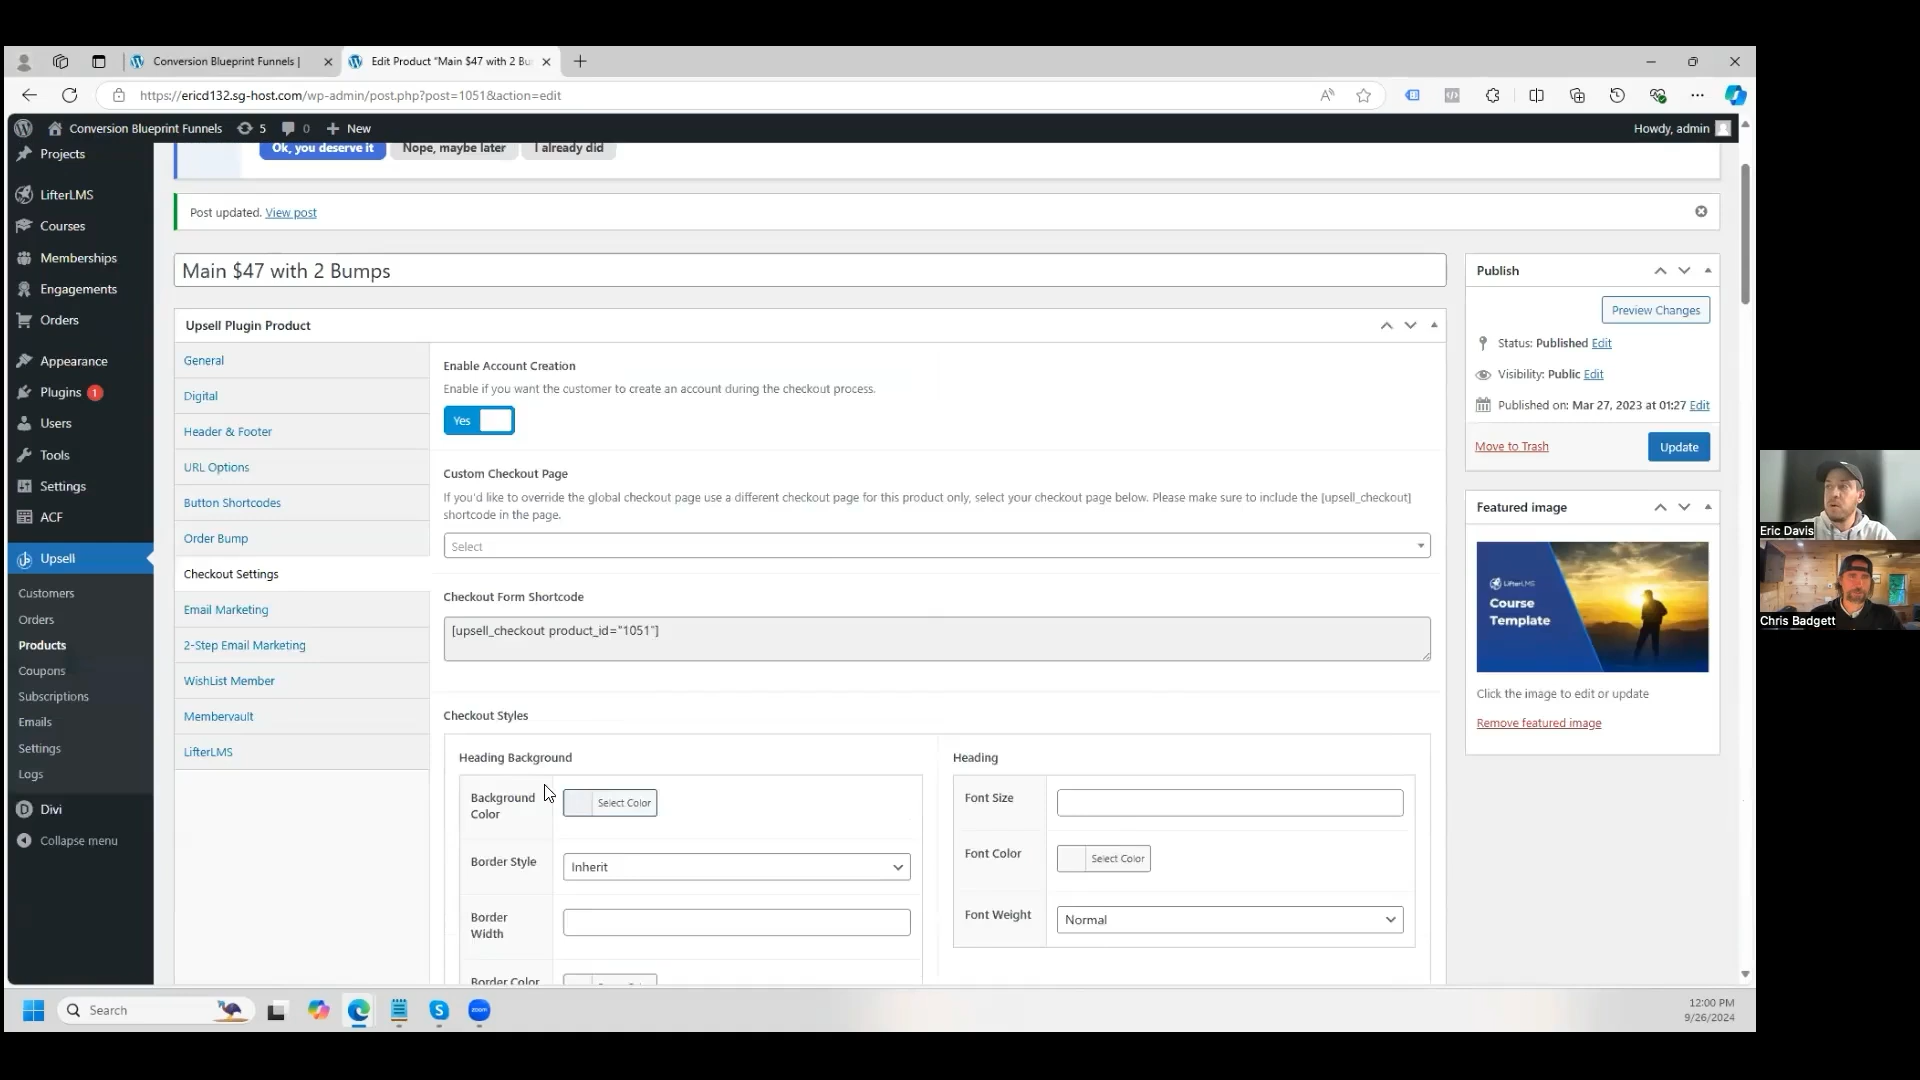 Conversion Blueprint Funnels |
Edit Product "Main $47 with 2 Bu
https://ericd132.sg-host.com/wp-admin/post.php?post=1051&action=edit
Conversion Blueprint Funnels
5
0
New
Howdy, admin
Projects
LifterLMS
Courses
Memberships
Engagements
Orders
Appearance
Plugins 1
Users
Tools
Settings
ACF
Upsell
Customers
Orders
Products
Coupons
Subscriptions
Emails
Settings
Logs
Divi
Collapse menu
Ok, you deserve it
Nope, maybe later
I already did
Post updated. View post
Main $47 with 2 Bumps
Upsell Plugin Product
General
Digital
Header & Footer
URL Options
Button Shortcodes
Order Bump
Checkout Settings
Email Marketing
2-Step Email Marketing
WishList Member
Membervault
LifterLMS
Enable Account Creation
Enable if you want the customer to create an account during the checkout process.
Yes
Custom Checkout Page
If you'd like to override the global checkout page use a different checkout page for this product only, select your checkout page below. Please make sure to include the [upsell_checkout]
shortcode in the page.
Select
Checkout Form Shortcode
[upsell_checkout product_id="1051"]
Checkout Styles
Heading Background
Background
Color
Select Color
Border Style
Inherit
Border
Width
Border Color
Heading
Font Size
Font Color
Select Color
Font Weight
Normal
Publish
Preview Changes
Status: Published Edit
Visibility: Public Edit
Published on: Mar 27, 2023 at 01:27 Edit
Move to Trash
Update
Featured image
LifterLMS
Course
Template
Click the image to edit or update
Remove featured image
Eric Davis
Chris Badgett
Search
zoom
12:00 PM
9/26/2024